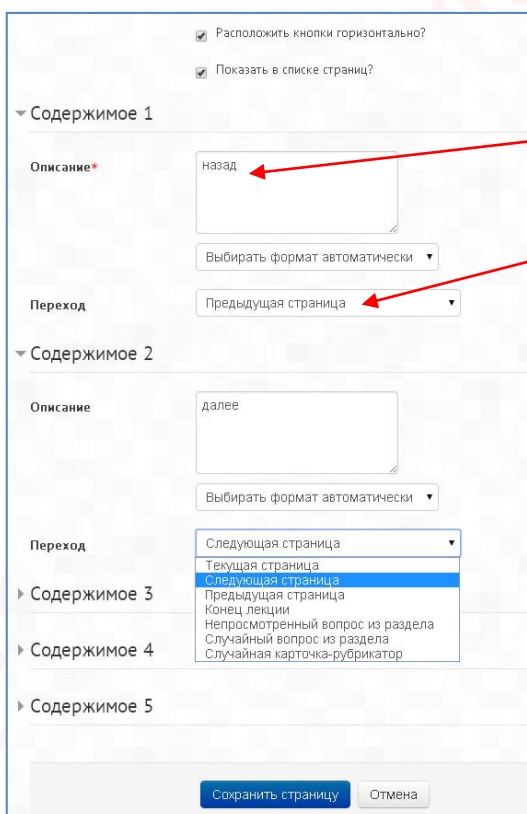 Расположить кнопки горизонтально?
Показать в списке страниц?
Содержимое 1
Описание*
назад
Выбирать формат автоматически
Переход
Предыдущая страница
Содержимое 2
Описание
далее
Выбирать формат автоматически
Переход
Следующая страница
Текущая страница
Следующая страница
Предыдущая страница
Конец лекции
Непросмотренный вопрос из раздела
Случайный вопрос из раздела
Случайная карточка-рубрикатор
Содержимое 3
Содержимое 4
Содержимое 5
Сохранить страницу
Отмена